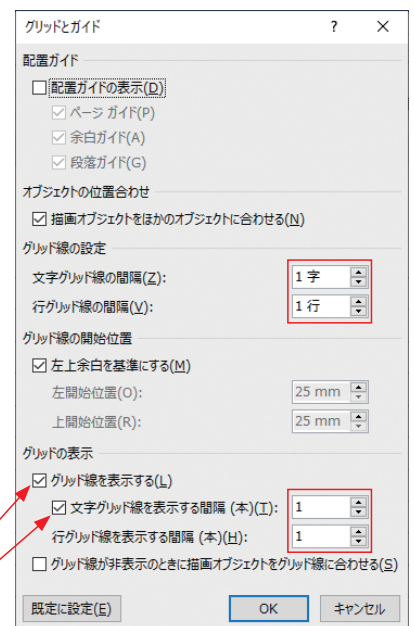 グリッドとガイド ? ×
配置ガイド
配置ガイドの表示(D)
ページ ガイド(P)
余白ガイド(A)
段落ガイド(G)
オブジェクトの位置合わせ
描画オブジェクトをほかのオブジェクトに合わせる(N)
グリッド線の設定
文字グリッド線の間隔(Z): 1 字
行グリッド線の間隔(V): 1 行
グリッド線の開始位置
左上余白を基準にする(M)
左開始位置(O): 25 mm
上開始位置(R): 25 mm
グリッドの表示
グリッド線を表示する(L)
文字グリッド線を表示する間隔 (本)(T): 1
行グリッド線を表示する間隔 (本)(H): 1
グリッド線が非表示のときに描画オブジェクトをグリッド線に合わせる(S)
既定に設定(E) OK キャンセル